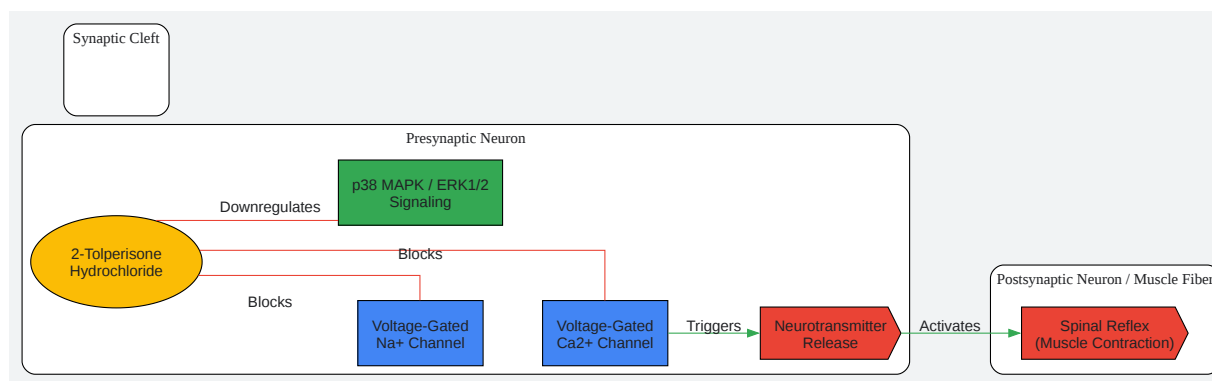 Synaptic Cleft
Presynaptic Neuron
p38 MAPK / ERK1/2
Signaling
Downregulates
2-Tolperisone
Hydrochloride
Blocks
Blocks
Voltage-Gated
Na+ Channel
Voltage-Gated
Ca2+ Channel
Triggers
Neurotransmitter
Release
Activates
Postsynaptic Neuron / Muscle Fiber
Spinal Reflex
(Muscle Contraction)